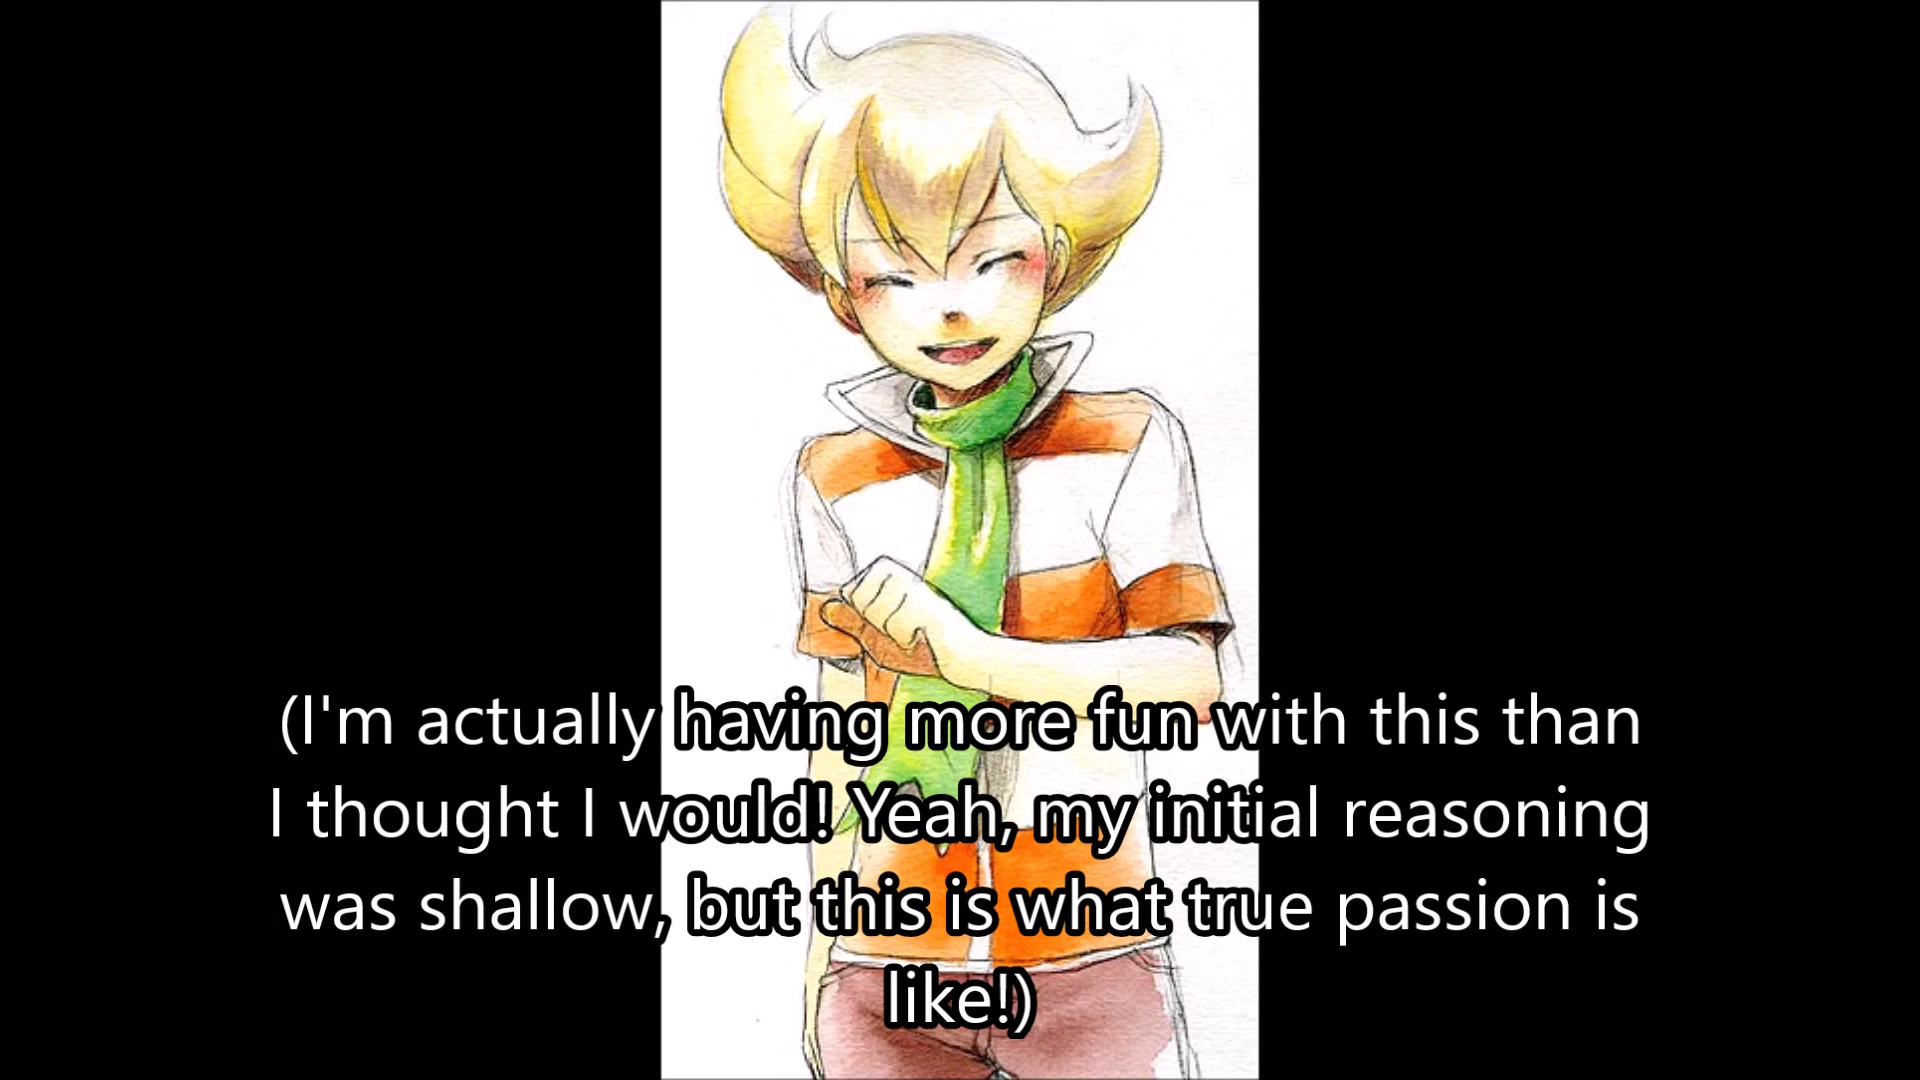 (I'm actually having more fun with this than
I thought I would! Yeah, my initial reasoning
was shallow, but this is what true passion is
like!)